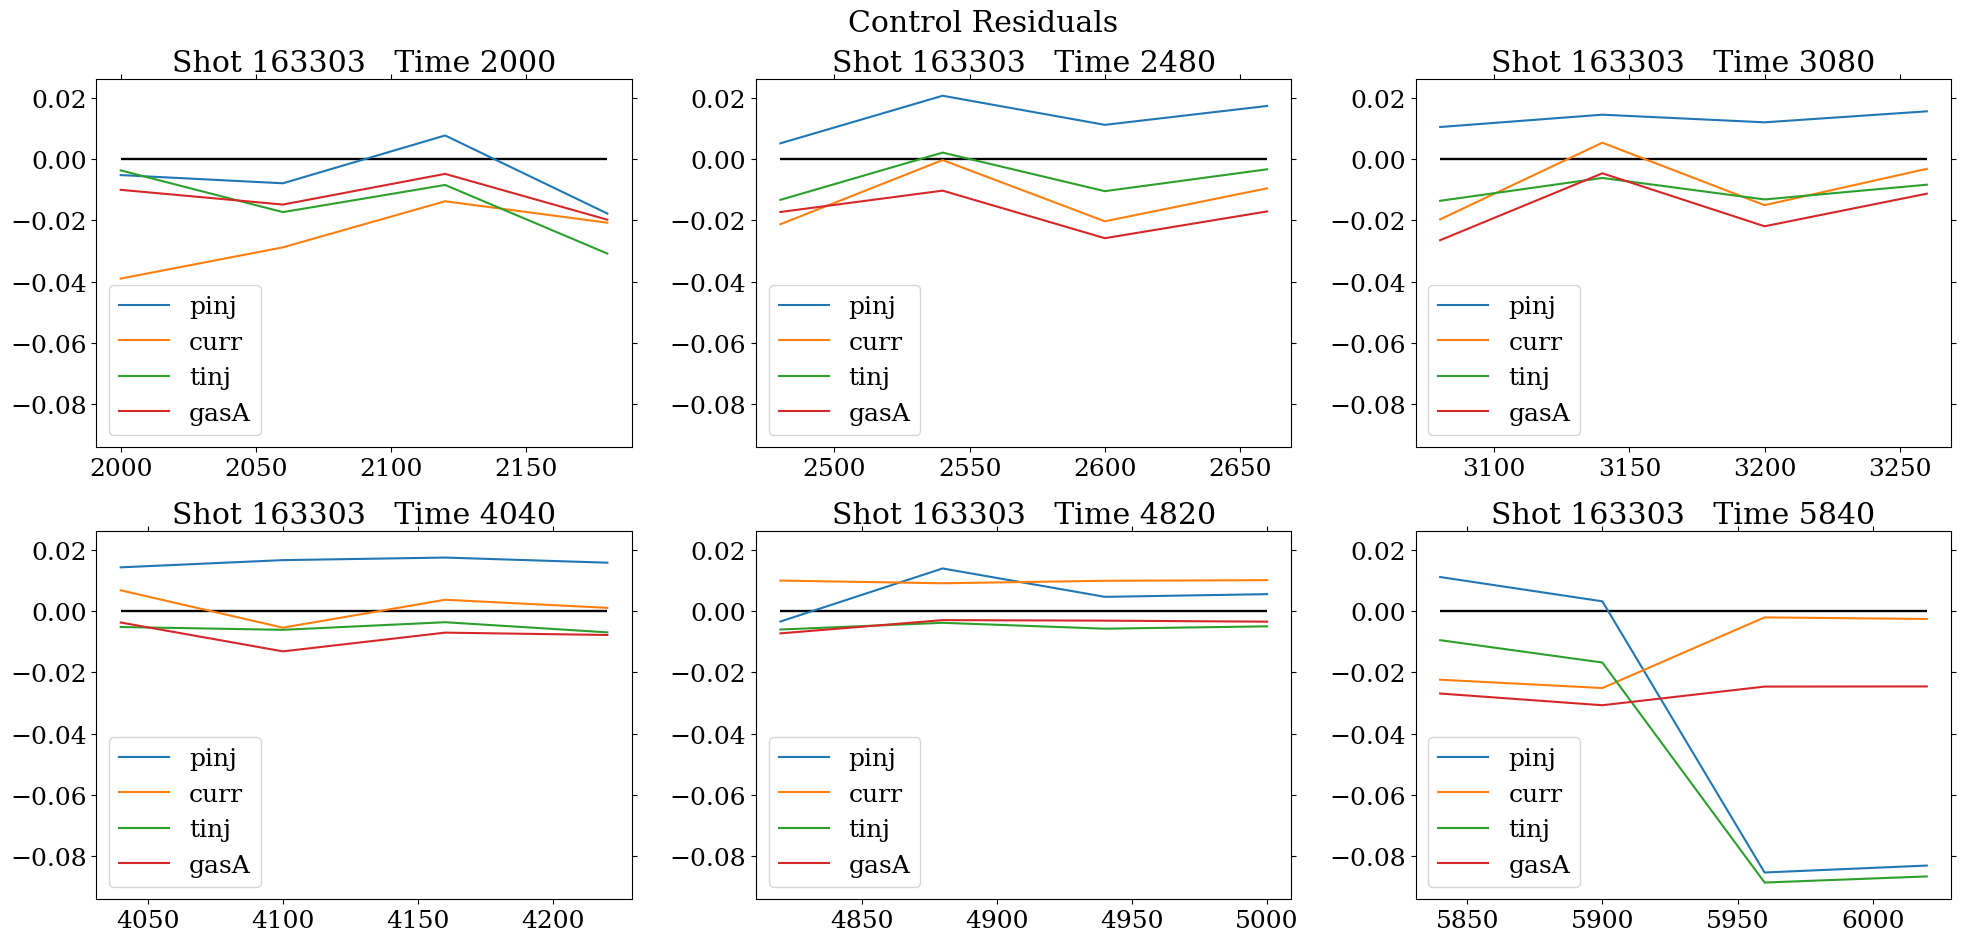 Control Residuals
Shot 163303   Time 2000
0.02
0.00
−0.02
−0.04
−0.06
−0.08
pinj
curr
tinj
gasA
2000 2050 2100 2150
Shot 163303   Time 2480
0.02
0.00
−0.02
−0.04
−0.06
−0.08
pinj
curr
tinj
gasA
2500 2550 2600 2650
Shot 163303   Time 3080
0.02
0.00
−0.02
−0.04
−0.06
−0.08
pinj
curr
tinj
gasA
3100 3150 3200 3250
Shot 163303   Time 4040
0.02
0.00
−0.02
−0.04
−0.06
−0.08
pinj
curr
tinj
gasA
4050 4100 4150 4200
Shot 163303   Time 4820
0.02
0.00
−0.02
−0.04
−0.06
−0.08
pinj
curr
tinj
gasA
4850 4900 4950 5000
Shot 163303   Time 5840
0.02
0.00
−0.02
−0.04
−0.06
−0.08
pinj
curr
tinj
gasA
5850 5900 5950 6000